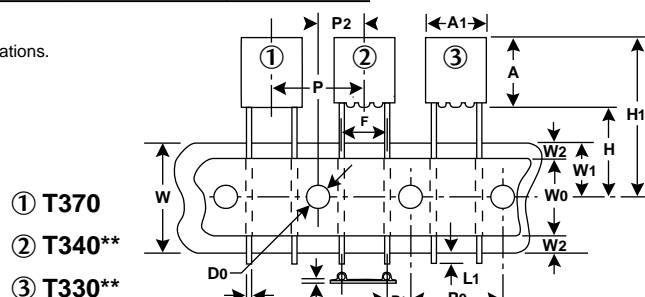 P2
A1
ations.
①
②
③
P
A
H1
F
H
W2
W1
W
W0
① T370
② T340**
W2
D0
L1
③ T330**